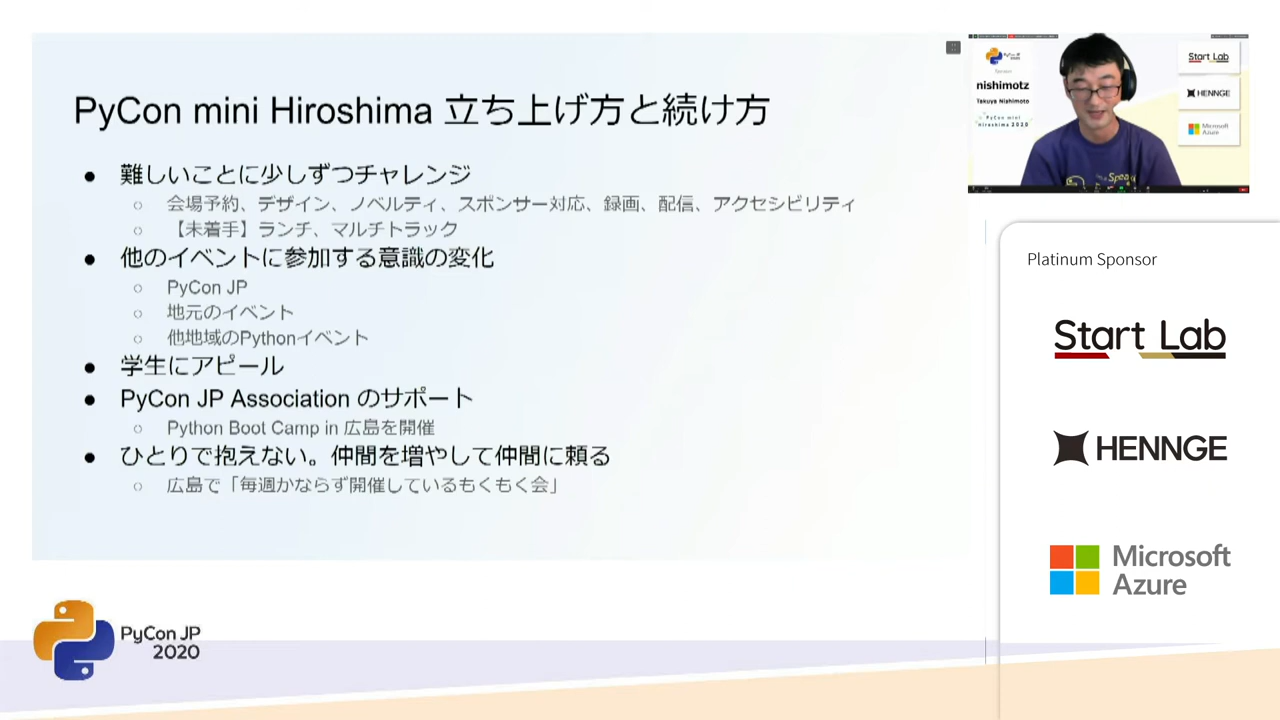 PyCon mini Hiroshima 立ち上げ方と続け方
● 難しいことに少しずつチャレンジ
○ 会場予約、デザイン、ノベルティ、スポンサー対応、録画、配信、アクセシビリティ
○ 【未着手】ランチ、マルチトラック
● 他のイベントに参加する意識の変化
○ PyCon JP
○ 地元のイベント
○ 他地域のPythonイベント
● 学生にアピール
● PyCon JP Association のサポート
○ Python Boot Camp in 広島を開催
● ひとりで抱えない。仲間を増やして仲間に頼る
○ 広島で「毎週かならず開催しているもくもく会」
PyCon JP
2020
Sponsor
nishimotz
Takuya Nishimoto
PyCon mini
hiroshima 2020
Start Lab
HENNGE
Microsoft
Azure
Platinum Sponsor
Start Lab
HENNGE
Microsoft
Azure
PyCon JP
2020